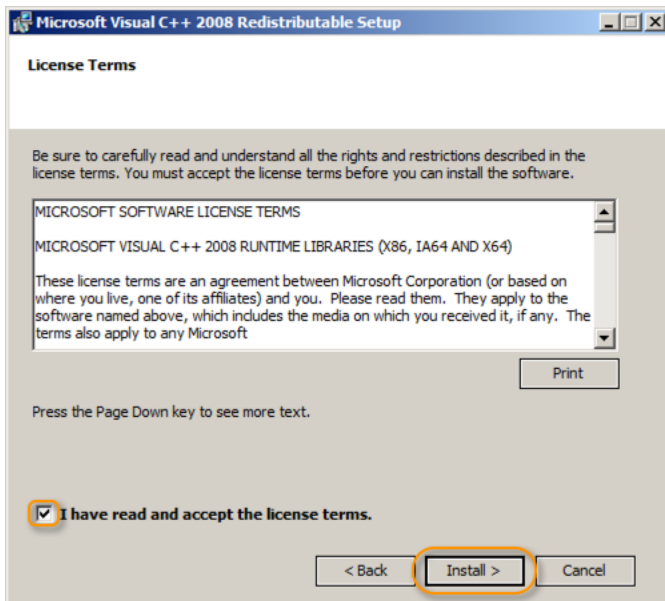 Microsoft Visual C++ 2008 Redistributable Setup
License Terms
Be sure to carefully read and understand all the rights and restrictions described in the
license terms. You must accept the license terms before you can install the software.
MICROSOFT SOFTWARE LICENSE TERMS
MICROSOFT VISUAL C++ 2008 RUNTIME LIBRARIES (X86, IA64 AND X64)
These license terms are an agreement between Microsoft Corporation (or based on
where you live, one of its affiliates) and you.  Please read them.  They apply to the
software named above, which includes the media on which you received it, if any.  The
terms also apply to any Microsoft
Print
Press the Page Down key to see more text.
I have read and accept the license terms.
< Back Install > Cancel